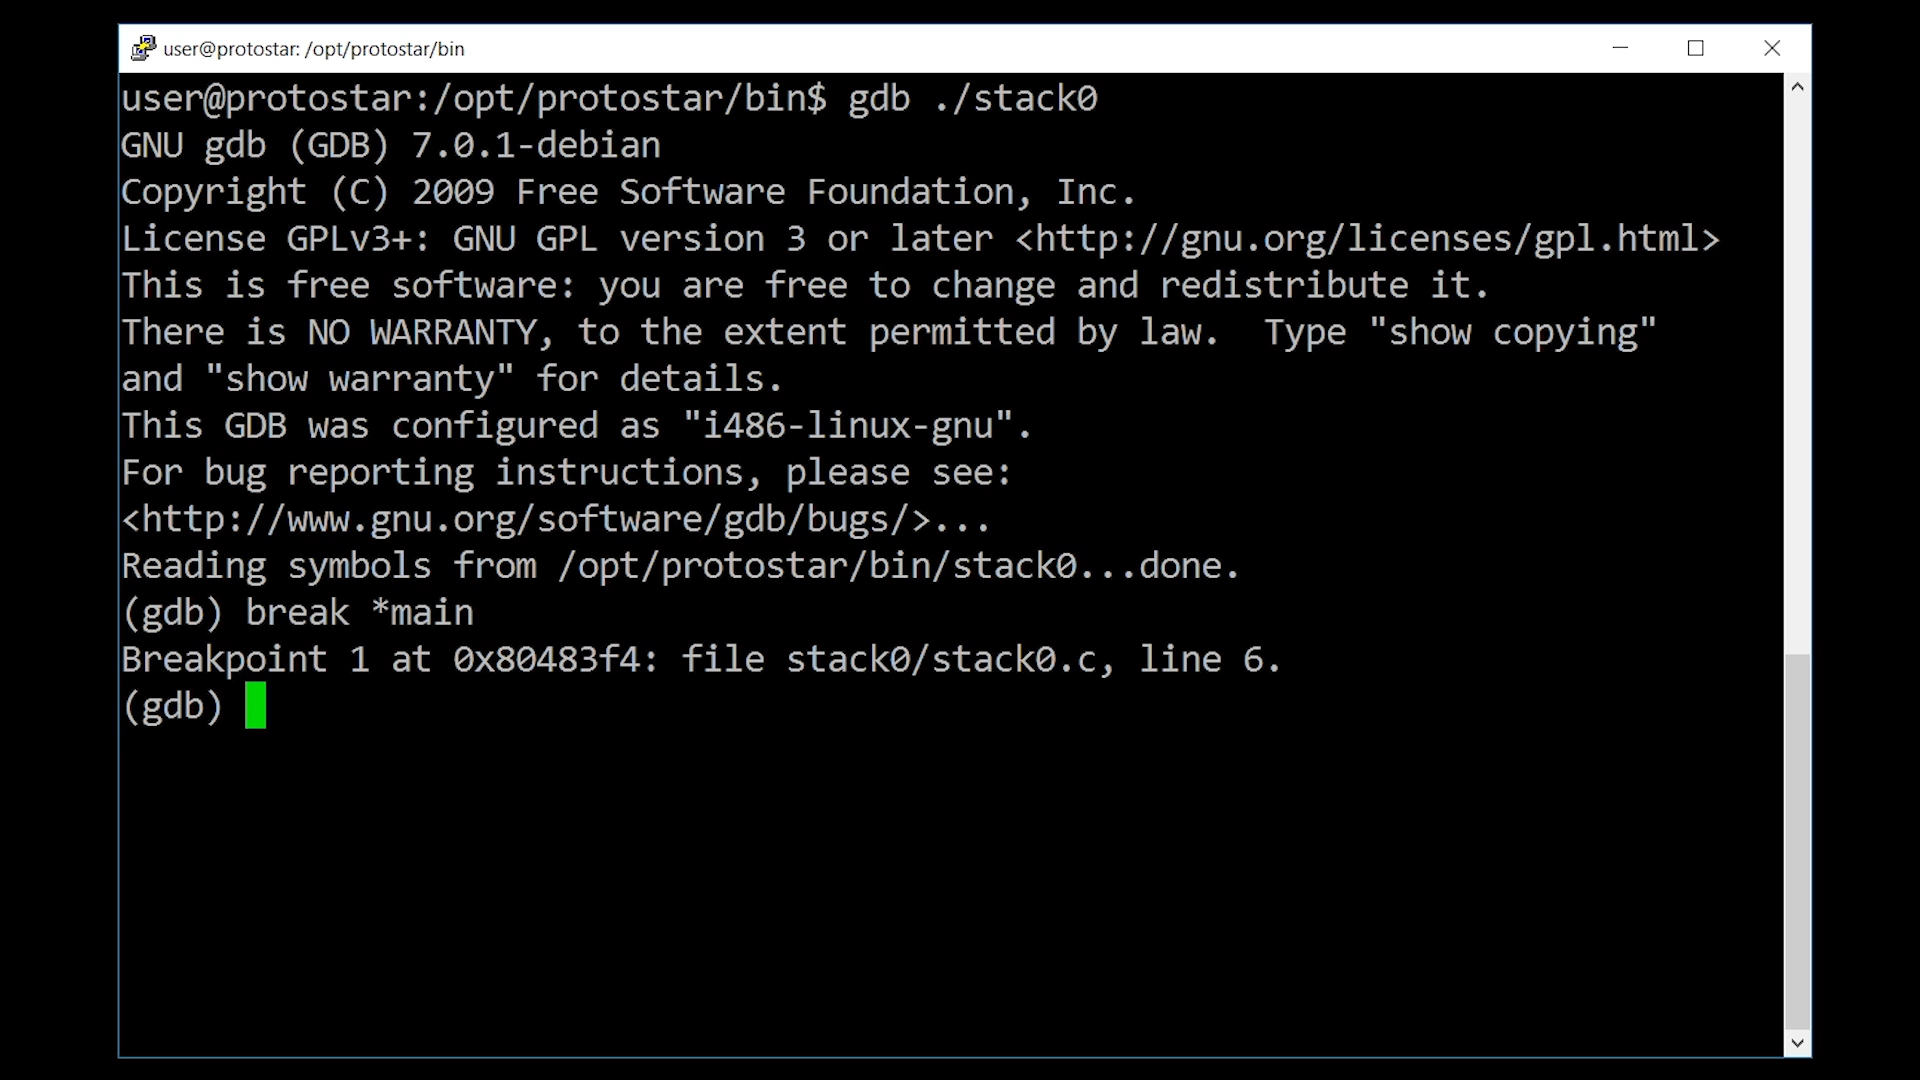 user@protostar: /opt/protostar/bin
user@protostar:/opt/protostar/bin$ gdb ./stack0
GNU gdb (GDB) 7.0.1-debian
Copyright (C) 2009 Free Software Foundation, Inc.
License GPLv3+: GNU GPL version 3 or later <http://gnu.org/licenses/gpl.html>
This is free software: you are free to change and redistribute it.
There is NO WARRANTY, to the extent permitted by law.  Type "show copying"
and "show warranty" for details.
This GDB was configured as "i486-linux-gnu".
For bug reporting instructions, please see:
<http://www.gnu.org/software/gdb/bugs/>...
Reading symbols from /opt/protostar/bin/stack0...done.
(gdb) break *main
Breakpoint 1 at 0x80483f4: file stack0/stack0.c, line 6.
(gdb)